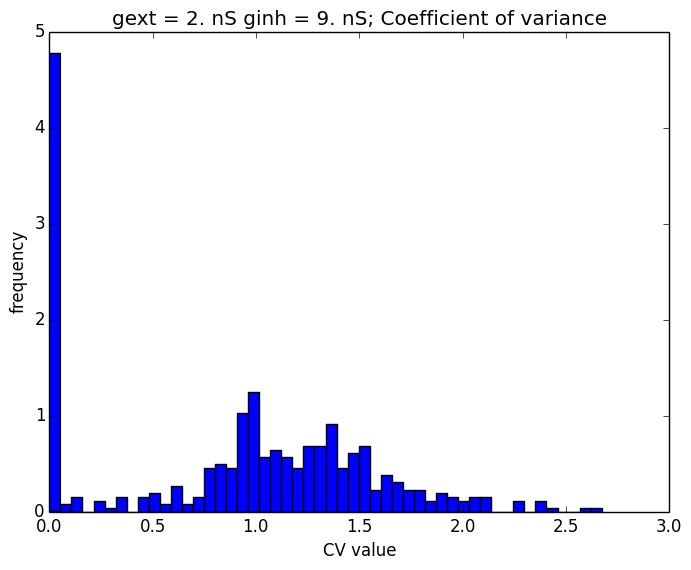 gext = 2. nS ginh = 9. nS; Coefficient of variance
5
4
3
2
1
0
frequency
0.0 0.5 1.0 1.5 2.0 2.5 3.0
CV value